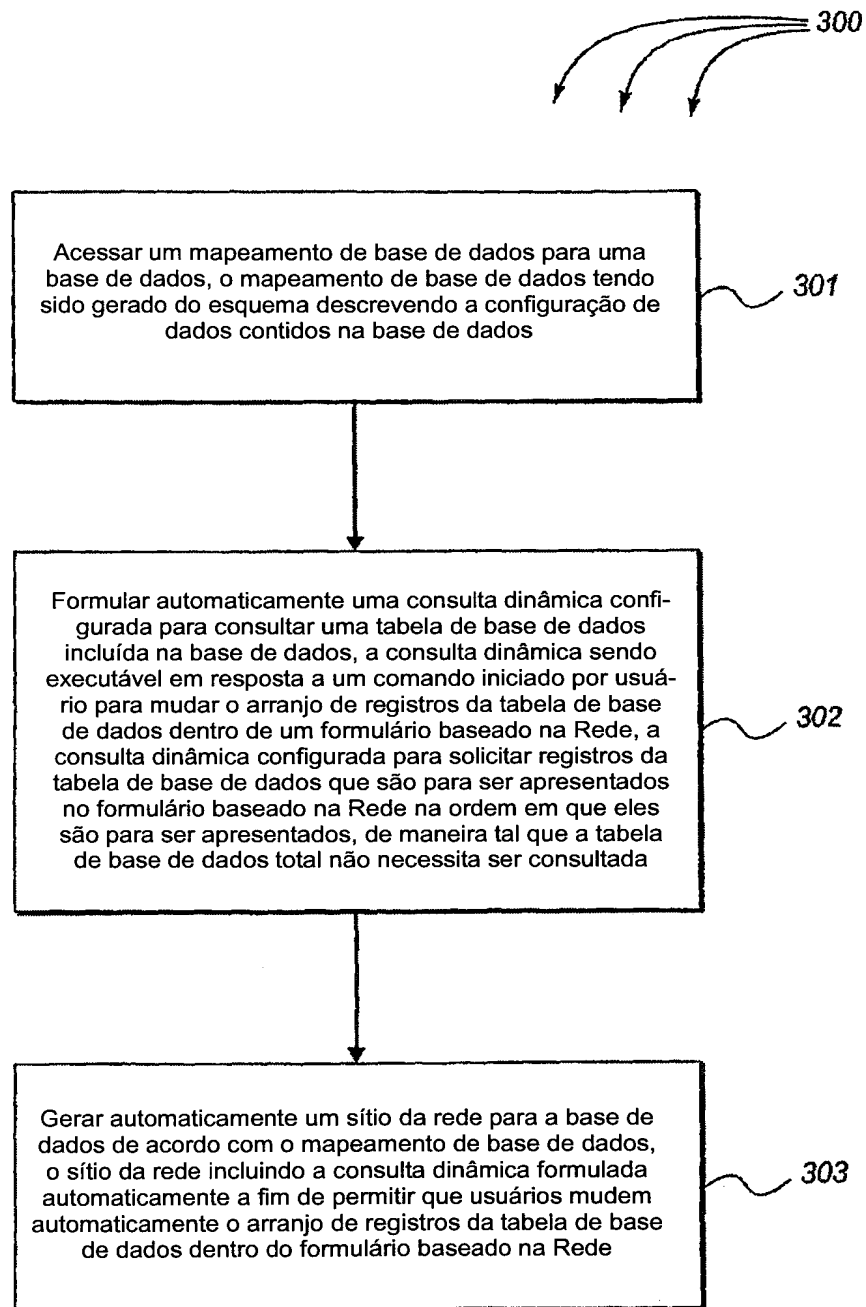 300
Acessar um mapeamento de base de dados para uma
base de dados, o mapeamento de base de dados tendo
sido gerado do esquema descrevendo a configuração de
dados contidos na base de dados
301
Formular automaticamente uma consulta dinâmica confi-
gurada para consultar uma tabela de base de dados
incluída na base de dados, a consulta dinâmica sendo
executável em resposta a um comando iniciado por usuá-
rio para mudar o arranjo de registros da tabela de base
de dados dentro de um formulário baseado na Rede, a
consulta dinâmica configurada para solicitar registros da
tabela de base de dados que são para ser apresentados
no formulário baseado na Rede na ordem em que eles
são para ser apresentados, de maneira tal que a tabela
de base de dados total não necessita ser consultada
302
Gerar automaticamente um sítio da rede para a base de
dados de acordo com o mapeamento de base de dados,
o sítio da rede incluindo a consulta dinâmica formulada
automaticamente a fim de permitir que usuários mudem
automaticamente o arranjo de registros da tabela de base
de dados dentro do formulário baseado na Rede
303